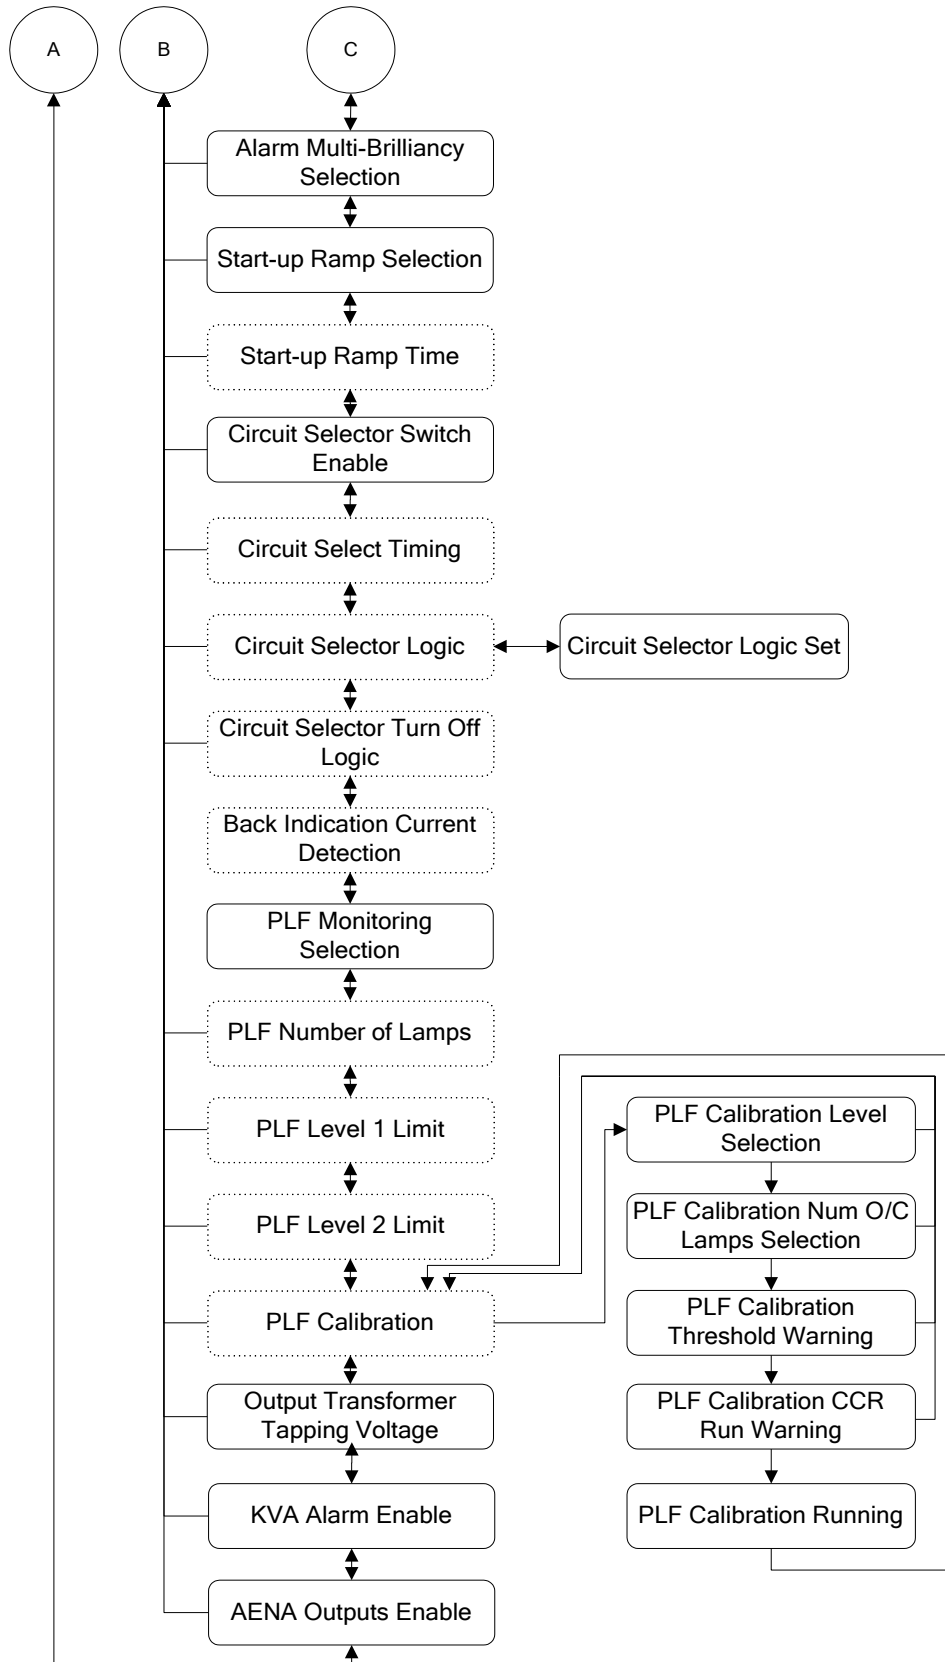 A
B
C
Alarm Multi-Brilliancy
Selection
Start-up Ramp Selection
Start-up Ramp Time
Circuit Selector Switch
Enable
Circuit Select Timing
Circuit Selector Logic
Circuit Selector Logic Set
Circuit Selector Turn Off
Logic
Back Indication Current
Detection
PLF Monitoring
Selection
PLF Number of Lamps
PLF Level 1 Limit
PLF Level 2 Limit
PLF Calibration
Output Transformer
Tapping Voltage
KVA Alarm Enable
AENA Outputs Enable
PLF Calibration Level
Selection
PLF Calibration Num O/C
Lamps Selection
PLF Calibration
Threshold Warning
PLF Calibration CCR
Run Warning
PLF Calibration Running